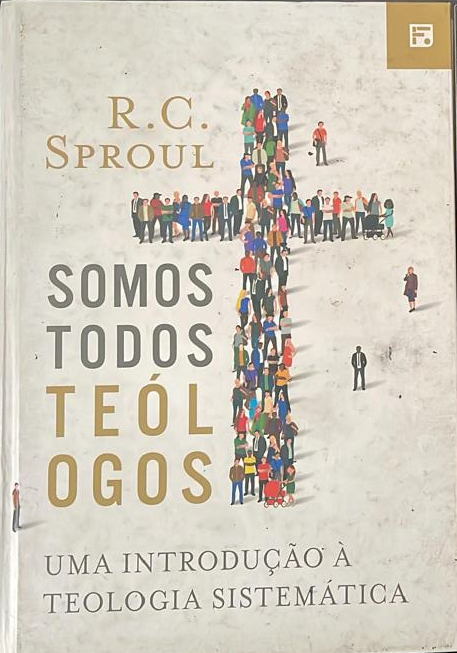 R.C.
SPROUL
SOMOS
TODOS
TEÓL
OGOS
UMA INTRODUÇÃO À
TEOLOGIA SISTEMÁTICA